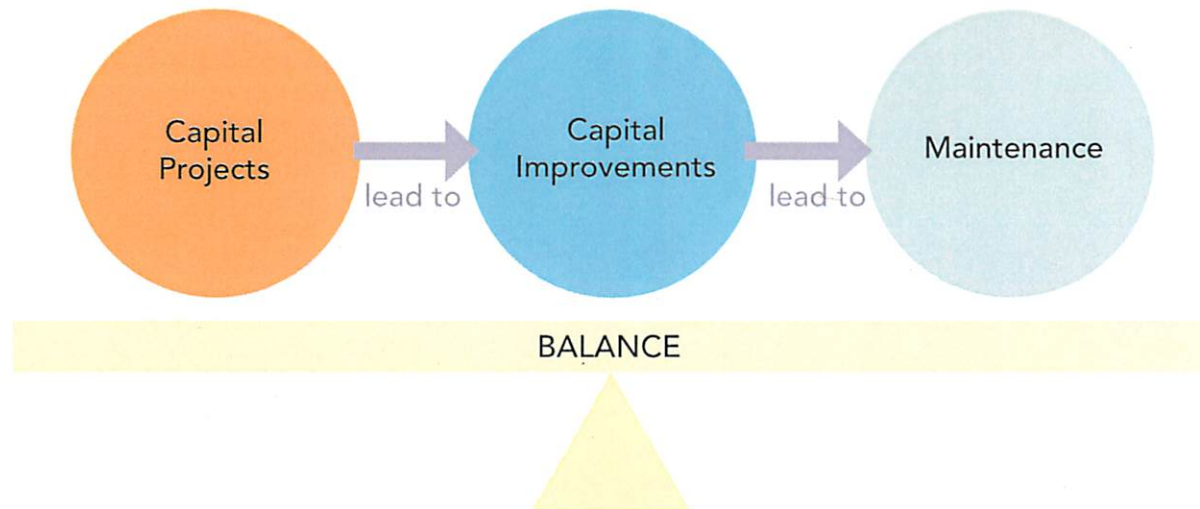 Capital
Projects
lead to
Capital
Improvements
lead to
Maintenance
BALANCE